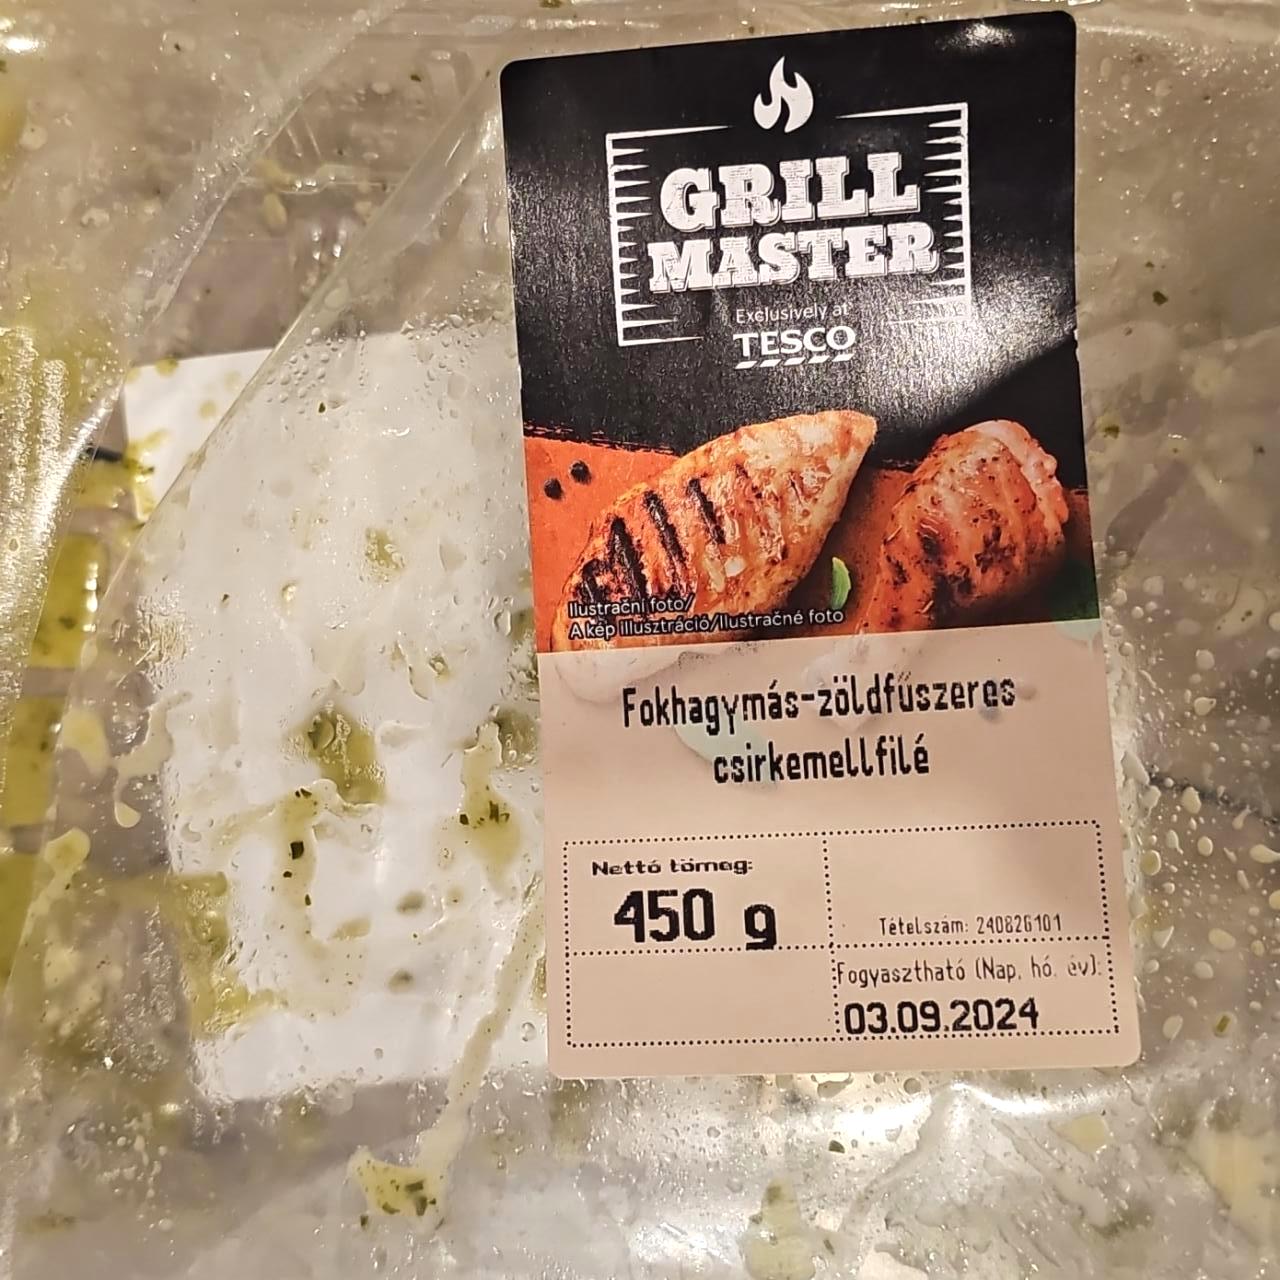 GRILL
MASTER
Exclusively at
TESCO
Ilustrační foto/
A kép illusztráció/Ilustračné foto
Fokhagymás-zöldfűszeres
csirkemellfilé
Nettó tömeg:
450 g
Tételszám: 240826101
Fogyasztható (Nap, hó, év):
03.09.2024